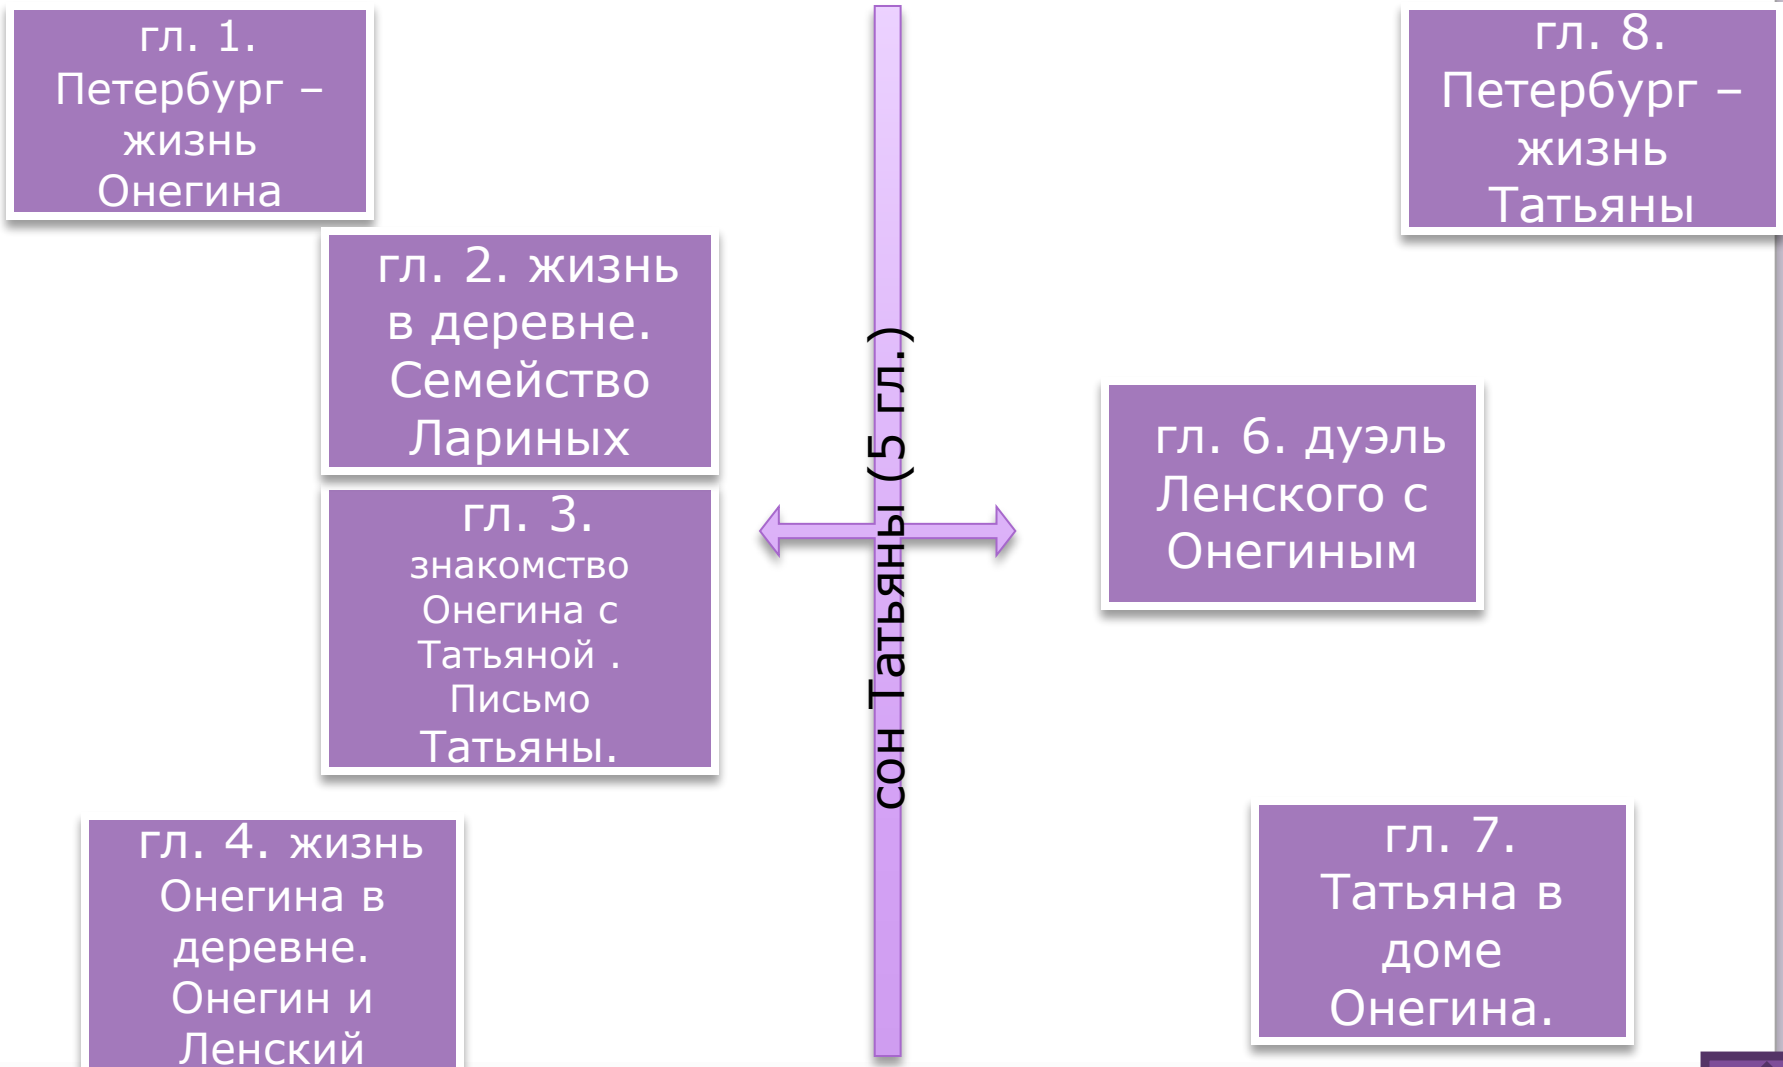 гл. 1.
Петербург –
жизнь
Онегина
гл. 2. жизнь
в деревне.
Семейство
Лариных
гл. 3.
знакомство
Онегина с
Татьяной .
Письмо
Татьяны.
гл. 4. жизнь
Онегина в
деревне.
Онегин и
Ленский
сон Татьяны (5 гл.)
гл. 8.
Петербург –
жизнь
Татьяны
гл. 6. дуэль
Ленского с
Онегиным
гл. 7.
Татьяна в
доме
Онегина.